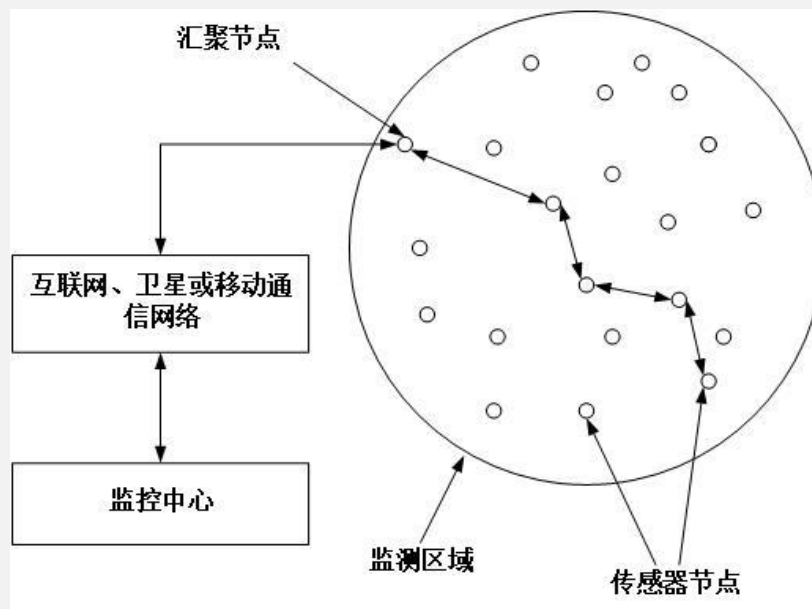 汇聚节点
互联网、卫星或移动通
信网络
监控中心
监测区域
传感器节点